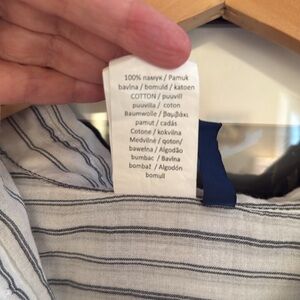 100% памук / Pamuk
bavlna / bomuld / katoen
COTTON / puuvill
puuvilla / coton
Baumwolle / βαμβάκι
pamut / cadás
Cotone / kokvilna
Medvilnė / qoton/
bawełna / Algodão
bumbac / Bavlna
bombaž / Algodón
bomull